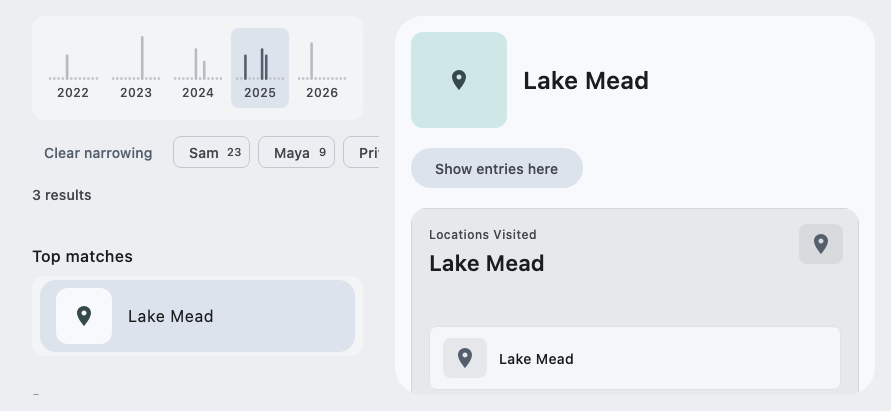 2022 2023 2024 2025 2026
Clear narrowing Sam 23 Maya 9
3 results
Top matches
Lake Mead
Lake Mead
Show entries here
Locations Visited
Lake Mead
Lake Mead